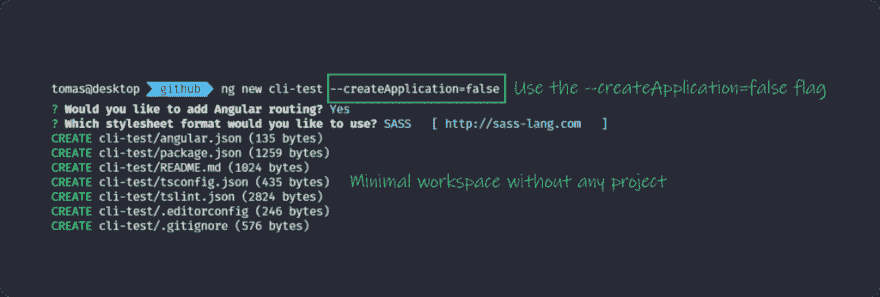 tomas@desktop github ng new cli-test --createApplication=false Use the --createApplication=false flag
? Would you like to add Angular routing? Yes
? Which stylesheet format would you like to use? SASS [ http://sass-lang.com ]
CREATE cli-test/angular.json (135 bytes)
CREATE cli-test/package.json (1259 bytes)
CREATE cli-test/README.md (1024 bytes)
CREATE cli-test/tsconfig.json (435 bytes) Minimal workspace without any project
CREATE cli-test/tslint.json (2824 bytes)
CREATE cli-test/.editorconfig (246 bytes)
CREATE cli-test/.gitignore (576 bytes)